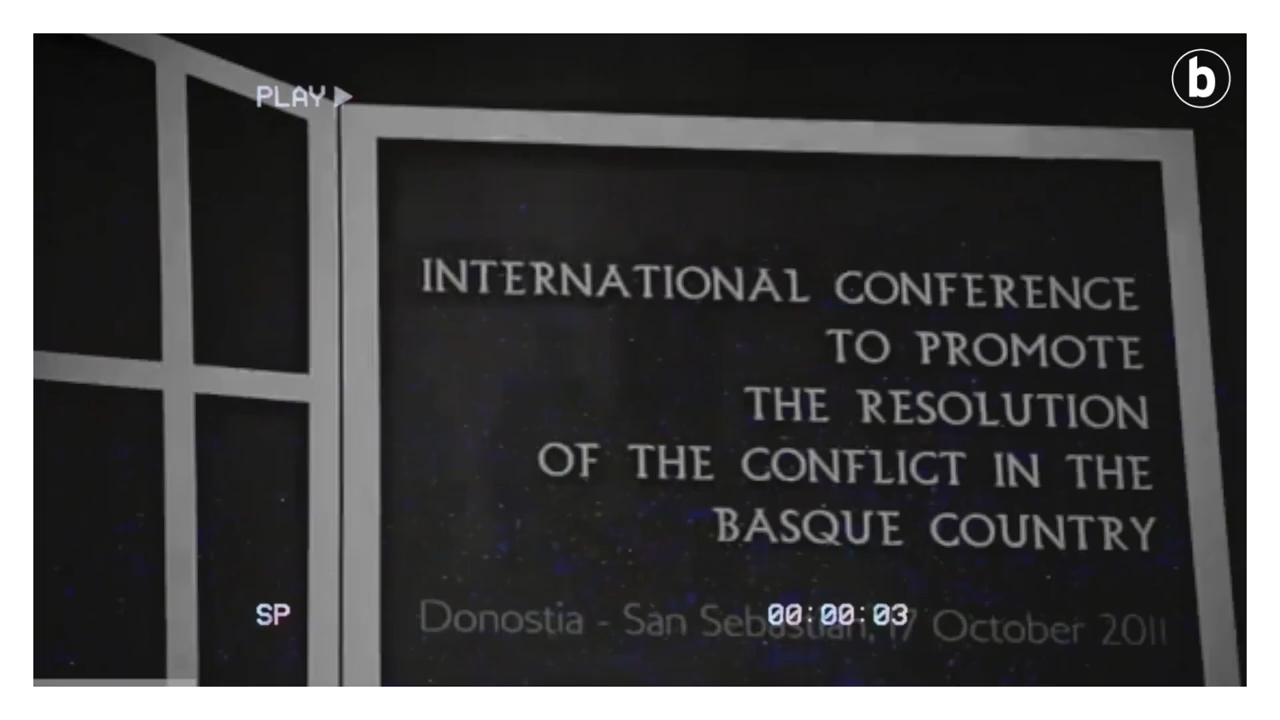 b
PLAY
INTERNATIONAL CONFERENCE
TO PROMOTE
THE RESOLUTION
OF THE CONFLICT IN THE
BASQUE COUNTRY
Donostia - San Sebastian, 17 October 2011
SP 00:00:03